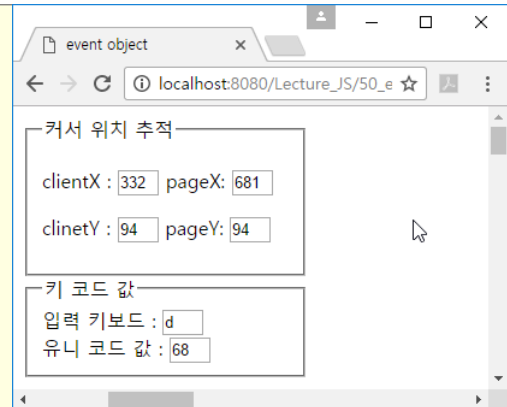 event object
localhost:8080/Lecture_JS/50_e
커서 위치 추적
clientX : 332 pageX: 681
clinetY : 94 pageY: 94
키 코드 값
입력 키보드 : d
유니 코드 값 : 68